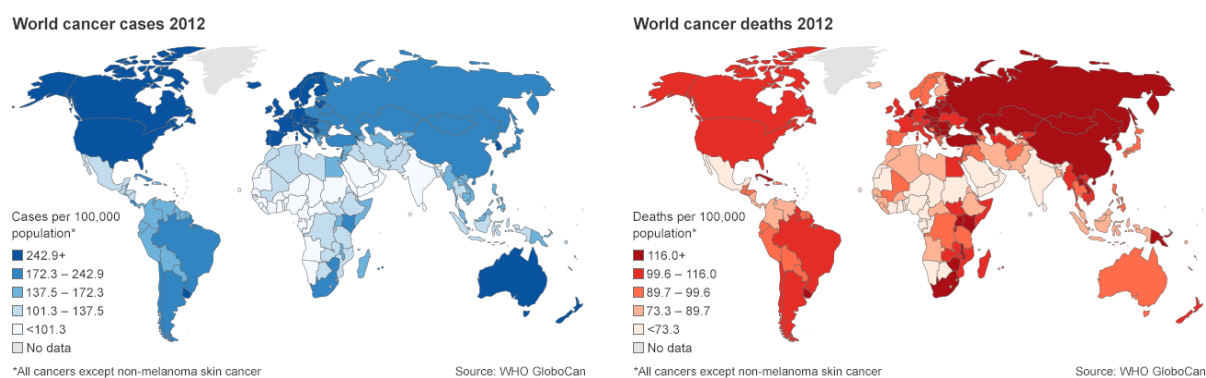 World cancer cases 2012
Cases per 100,000
population*
242.9+
172.3 – 242.9
137.5 – 172.3
101.3 – 137.5
<101.3
No data
*All cancers except non-melanoma skin cancer
Source: WHO GloboCan
World cancer deaths 2012
Deaths per 100,000
population*
116.0+
99.6 – 116.0
89.7 – 99.6
73.3 – 89.7
<73.3
No data
*All cancers except non-melanoma skin cancer
Source: WHO GloboCan